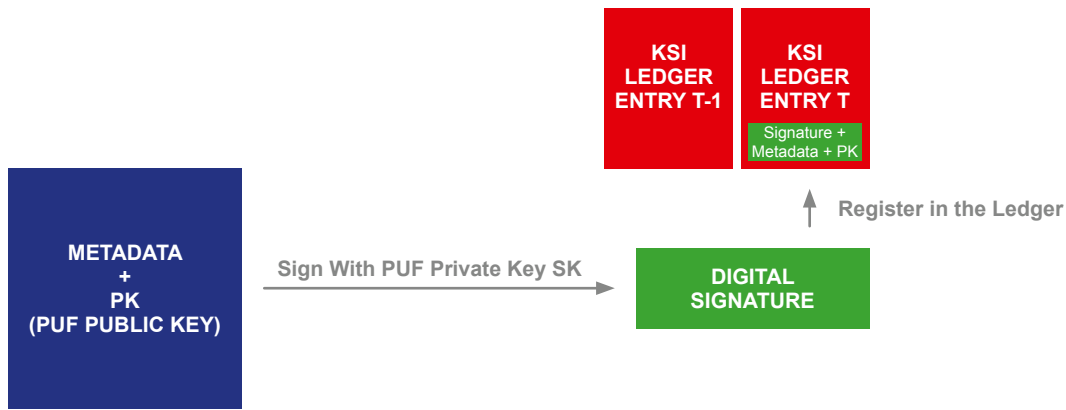 KSI
LEDGER
ENTRY T-1
KSI
LEDGER
ENTRY T
Signature +
Metadata + PK
Register in the Ledger
METADATA
+
PK
(PUF PUBLIC KEY)
Sign With PUF Private Key SK
DIGITAL
SIGNATURE